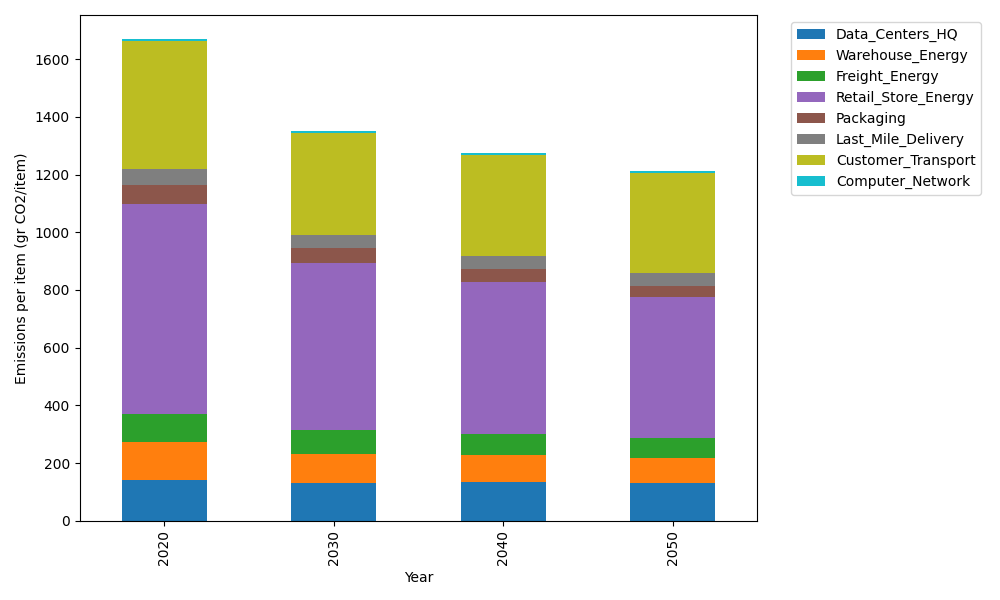 Emissions per item (gr CO2/item)
1600
1400
1200
1000
800
600
400
200
0
2020
2030
2040
2050
Year
Data_Centers_HQ
Warehouse_Energy
Freight_Energy
Retail_Store_Energy
Packaging
Last_Mile_Delivery
Customer_Transport
Computer_Network